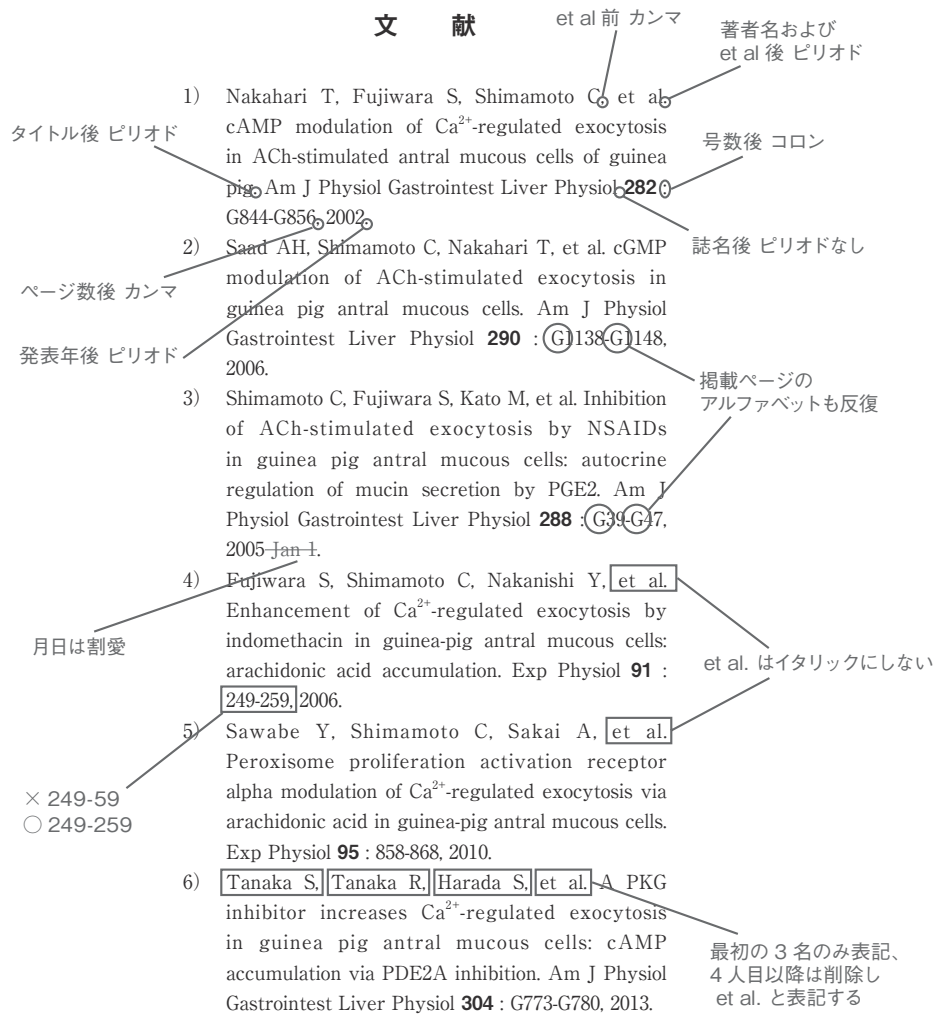 文　献
et al 前 カンマ
著者名および
et al 後 ピリオド
1) Nakahari T, Fujiwara S, Shimamoto C, et al.
cAMP modulation of Ca²⁺-regulated exocytosis
in ACh-stimulated antral mucous cells of guinea
pig. Am J Physiol Gastrointest Liver Physiol 282 :
G844-G856, 2002.
タイトル後 ピリオド
号数後 コロン
誌名後 ピリオドなし
2) Saad AH, Shimamoto C, Nakahari T, et al. cGMP
modulation of ACh-stimulated exocytosis in
guinea pig antral mucous cells. Am J Physiol
Gastrointest Liver Physiol 290 : G1138-G1148,
2006.
ページ数後 カンマ
発表年後 ピリオド
掲載ページの
アルファベットも反復
3) Shimamoto C, Fujiwara S, Kato M, et al. Inhibition
of ACh-stimulated exocytosis by NSAIDs
in guinea pig antral mucous cells: autocrine
regulation of mucin secretion by PGE2. Am J
Physiol Gastrointest Liver Physiol 288 : G39-G47,
2005 Jan 1.
4) Fujiwara S, Shimamoto C, Nakanishi Y, et al.
Enhancement of Ca²⁺-regulated exocytosis by
indomethacin in guinea-pig antral mucous cells:
arachidonic acid accumulation. Exp Physiol 91 :
249-259, 2006.
月日は割愛
et al. はイタリックにしない
5) Sawabe Y, Shimamoto C, Sakai A, et al.
Peroxisome proliferation activation receptor
alpha modulation of Ca²⁺-regulated exocytosis via
arachidonic acid in guinea-pig antral mucous cells.
Exp Physiol 95 : 858-868, 2010.
× 249-59
○ 249-259
6) Tanaka S, Tanaka R, Harada S, et al. A PKG
inhibitor increases Ca²⁺-regulated exocytosis
in guinea pig antral mucous cells: cAMP
accumulation via PDE2A inhibition. Am J Physiol
Gastrointest Liver Physiol 304 : G773-G780, 2013.
最初の 3 名のみ表記、
4 人目以降は削除し
et al. と表記する